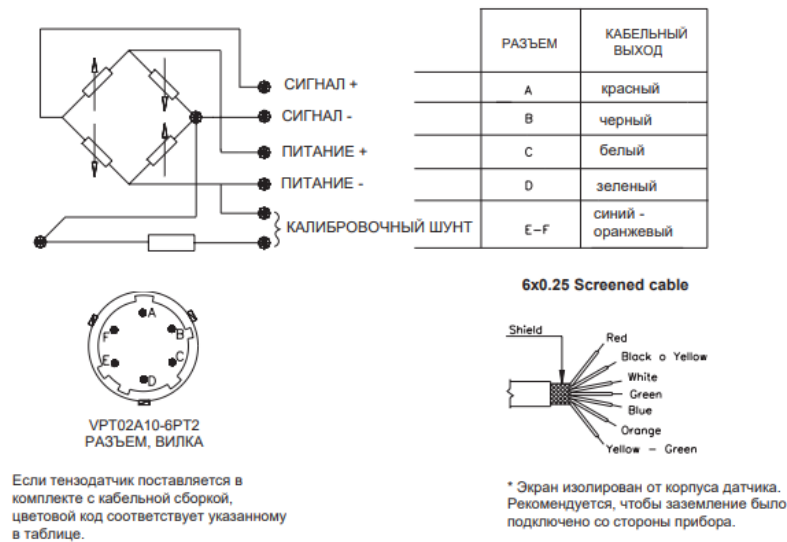 РАЗЪЕМ
КАБЕЛЬНЫЙ
ВЫХОД
СИГНАЛ +
A
красный
СИГНАЛ -
B
черный
ПИТАНИЕ +
C
белый
ПИТАНИЕ -
D
зеленый
КАЛИБРОВОЧНЫЙ ШУНТ
E-F
синий -
оранжевый
6x0.25 Screened cable
A
B
C
D
E
F
VPT02A10-6PT2
РАЗЪЕМ, ВИЛКА
Shield
Red
Black o Yellow
White
Green
Blue
Orange
Yellow - Green
Если тензодатчик поставляется в
комплекте с кабельной сборкой,
цветовой код соответствует указанному
в таблице.
* Экран изолирован от корпуса датчика.
Рекомендуется, чтобы заземление было
подключено со стороны прибора.